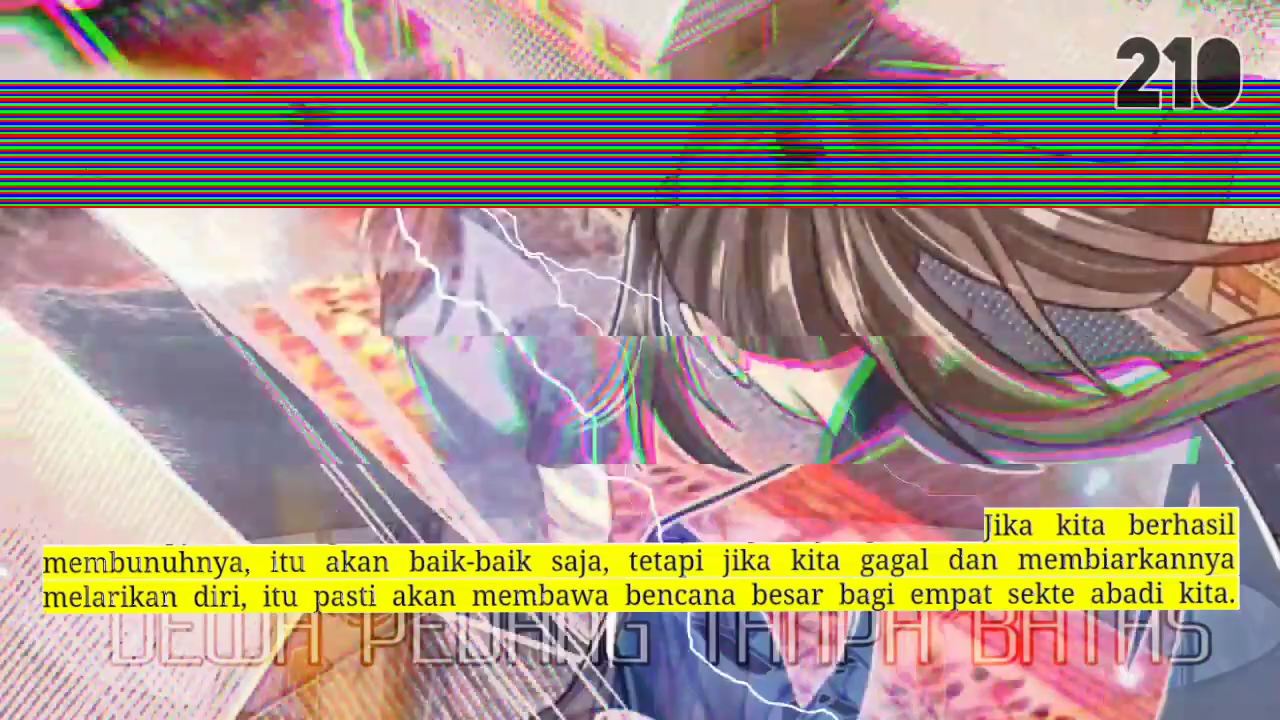 210
Jika kita berhasil
membunuhnya, itu akan baik-baik saja, tetapi jika kita gagal dan membiarkannya
melarikan diri, itu pasti akan membawa bencana besar bagi empat sekte abadi kita.
DEWA PEDANG TANPA BATAS